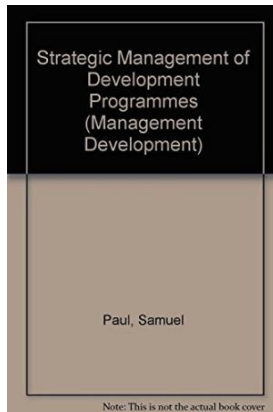 Strategic Management of
Development
Programmes
(Management
Development)
Paul, Samuel
Note: This is not the actual book cover